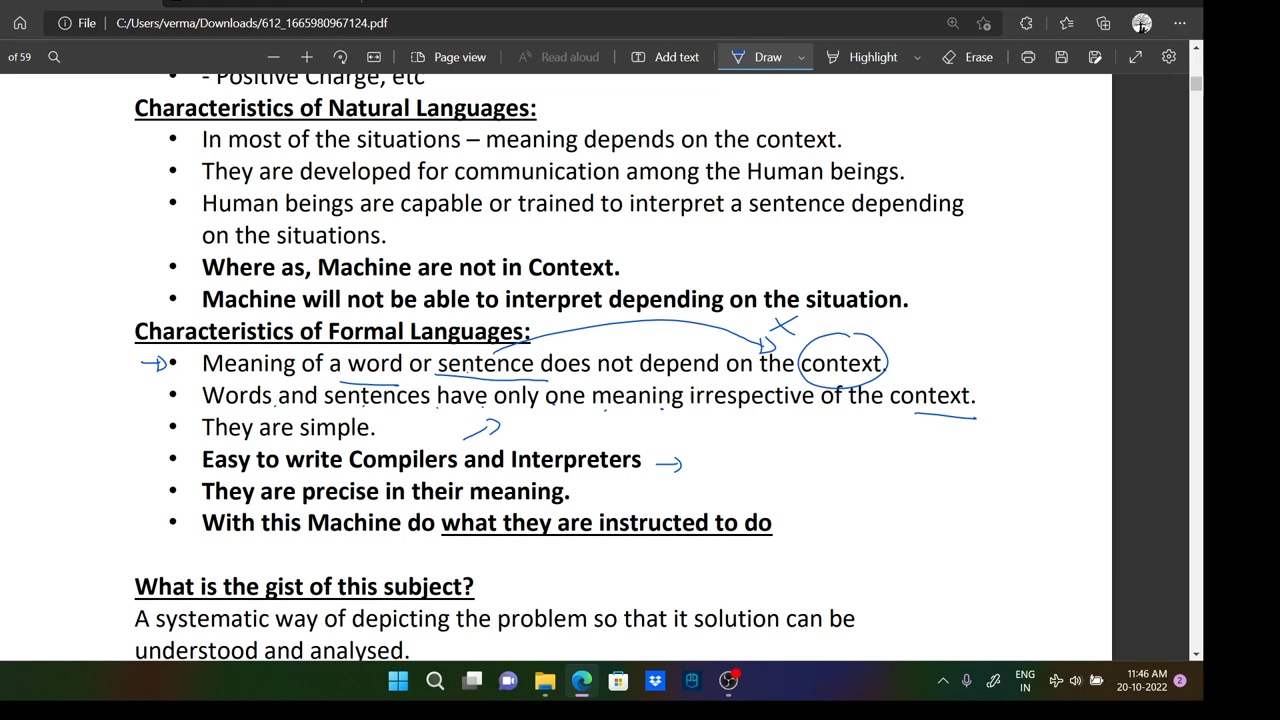 File
C:/Users/verma/Downloads/612_1665980967124.pdf
of 59
Page view
Read aloud
Add text
Draw
Highlight
Erase
- Positive Charge, etc
Characteristics of Natural Languages:
• In most of the situations – meaning depends on the context.
• They are developed for communication among the Human beings.
• Human beings are capable or trained to interpret a sentence depending
on the situations.
• Where as, Machine are not in Context.
• Machine will not be able to interpret depending on the situation.
Characteristics of Formal Languages:
• Meaning of a word or sentence does not depend on the context.
• Words and sentences have only one meaning irrespective of the context.
• They are simple.
• Easy to write Compilers and Interpreters
• They are precise in their meaning.
• With this Machine do what they are instructed to do
What is the gist of this subject?
A systematic way of depicting the problem so that it solution can be
understood and analysed.
ENG
IN
11:46 AM
20-10-2022
2